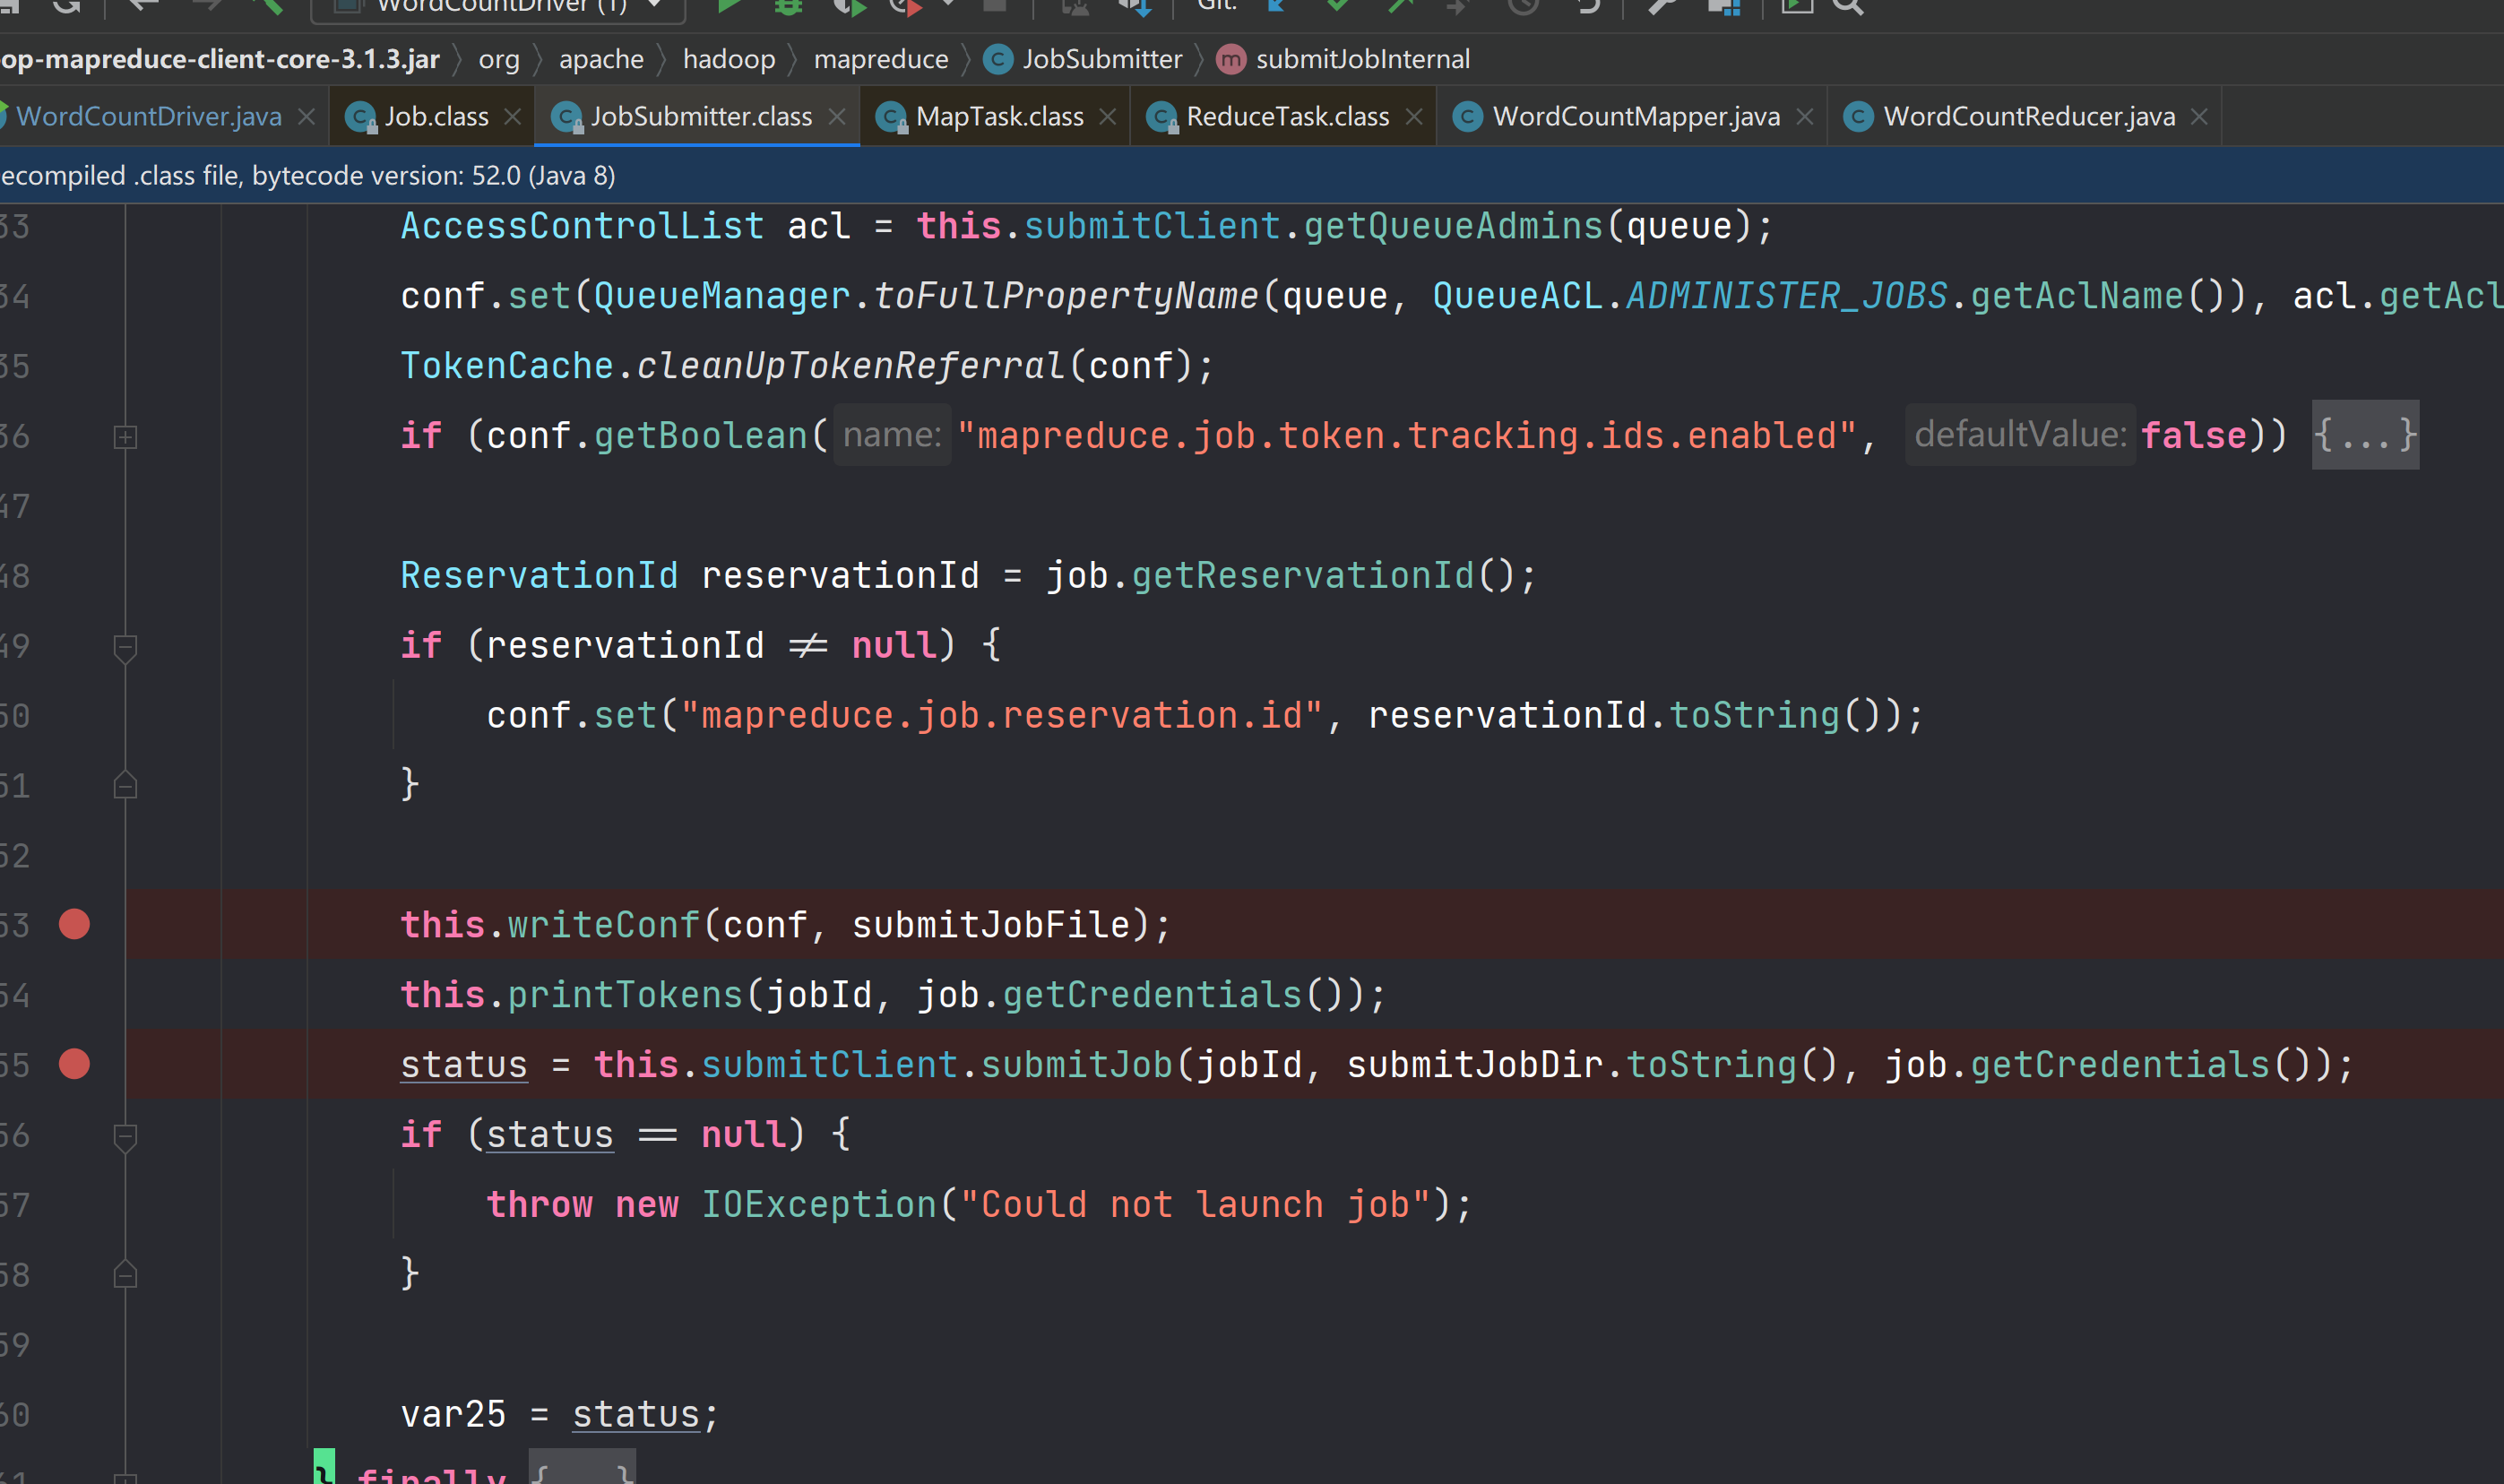 WordCountDriver (1) Git:
op-mapreduce-client-core-3.1.3.jar org apache hadoop mapreduce JobSubmitter submitJobInternal
WordCountDriver.java Job.class JobSubmitter.class MapTask.class ReduceTask.class WordCountMapper.java WordCountReducer.java
ecompiled .class file, bytecode version: 52.0 (Java 8)
33 AccessControlList acl = this.submitClient.getQueueAdmins(queue);
34 conf.set(QueueManager.toFullPropertyName(queue, QueueACL.ADMINISTER_JOBS.getAclName()), acl.getAcl
35 TokenCache.cleanUpTokenReferral(conf);
36 if (conf.getBoolean( name: "mapreduce.job.token.tracking.ids.enabled", defaultValue: false)) {...}
47
48 ReservationId reservationId = job.getReservationId();
49 if (reservationId != null) {
50 conf.set("mapreduce.job.reservation.id", reservationId.toString());
51 }
52
53 this.writeConf(conf, submitJobFile);
54 this.printTokens(jobId, job.getCredentials());
55 status = this.submitClient.submitJob(jobId, submitJobDir.toString(), job.getCredentials());
56 if (status == null) {
57 throw new IOException("Could not launch job");
58 }
59
60 var25 = status;
61 } finally {...}